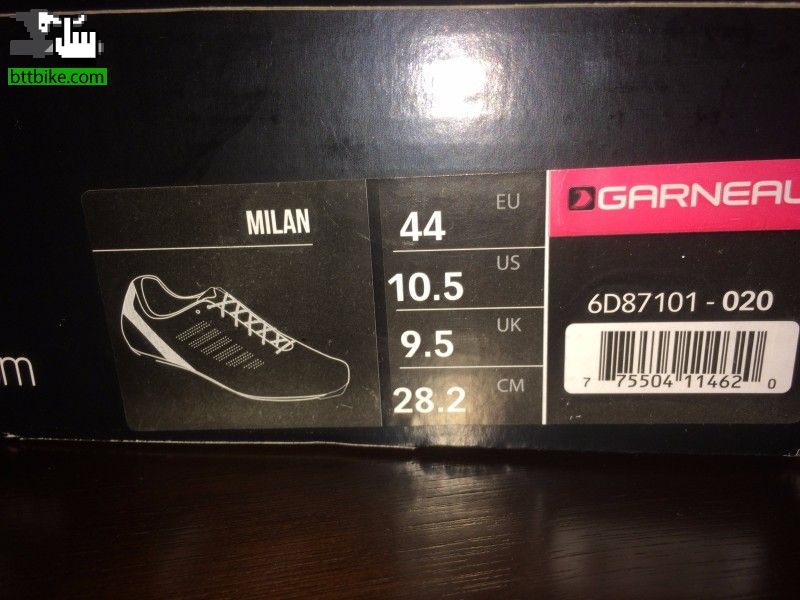 bttbike.com
MILAN
EU
44
US
10.5
UK
9.5
CM
28.2
GARNEAU
6D87101 - 020
7 75504 11462 0
m